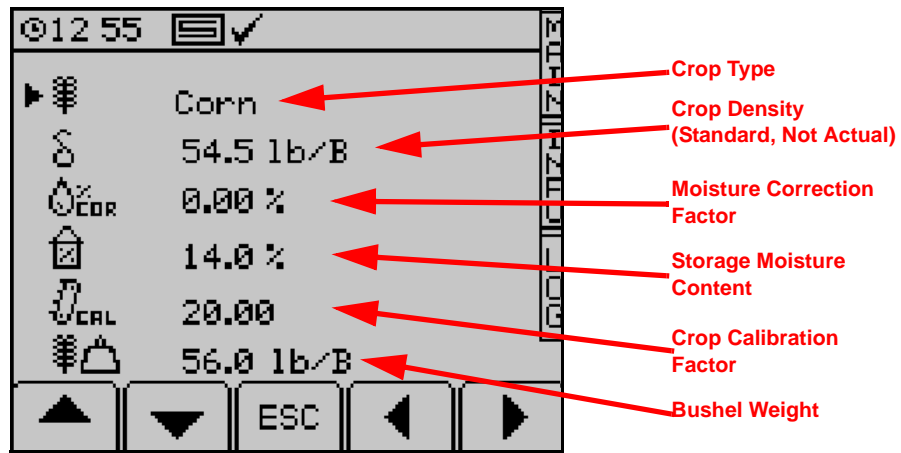 12 55
Corn
54.5 lb/B
COR 0.00 %
% 14.0 %
CAL 20.00
56.0 lb/B
ESC
MAIN
INFO
LOG
Crop Type
Crop Density
(Standard, Not Actual)
Moisture Correction
Factor
Storage Moisture
Content
Crop Calibration
Factor
Bushel Weight